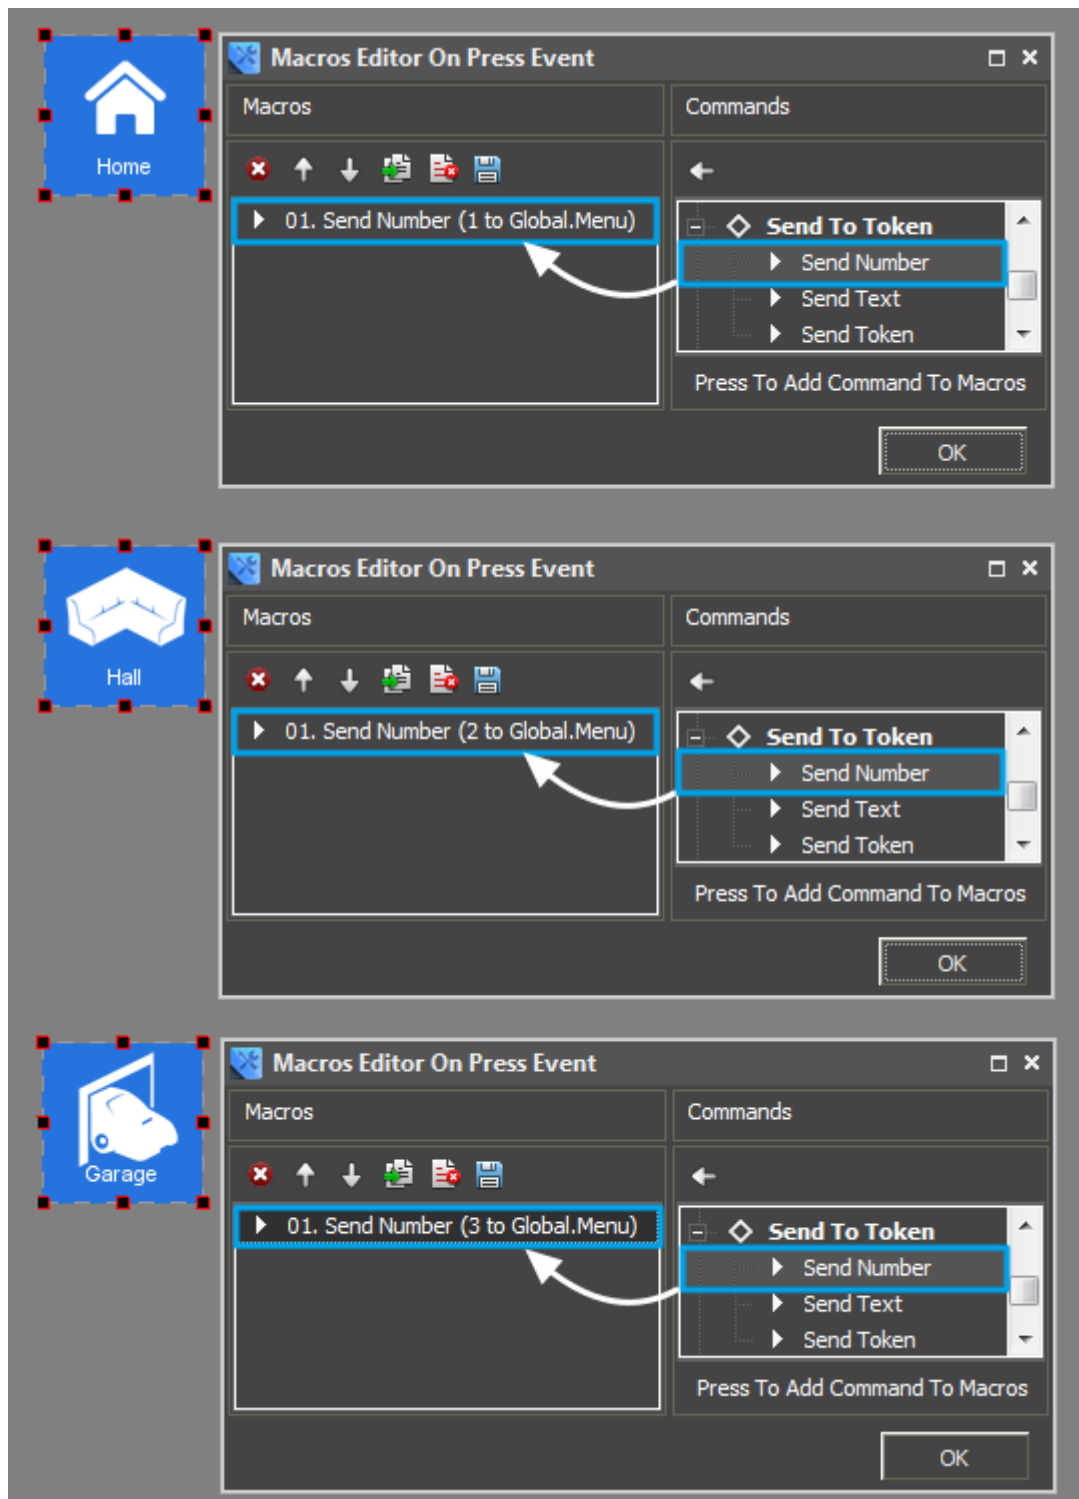 Macros Editor On Press Event
Macros
Commands
Home
01. Send Number (1 to Global.Menu)
Send To Token
Send Number
Send Text
Send Token
Press To Add Command To Macros
OK
Macros Editor On Press Event
Macros
Commands
Hall
01. Send Number (2 to Global.Menu)
Send To Token
Send Number
Send Text
Send Token
Press To Add Command To Macros
OK
Macros Editor On Press Event
Macros
Commands
Garage
01. Send Number (3 to Global.Menu)
Send To Token
Send Number
Send Text
Send Token
Press To Add Command To Macros
OK